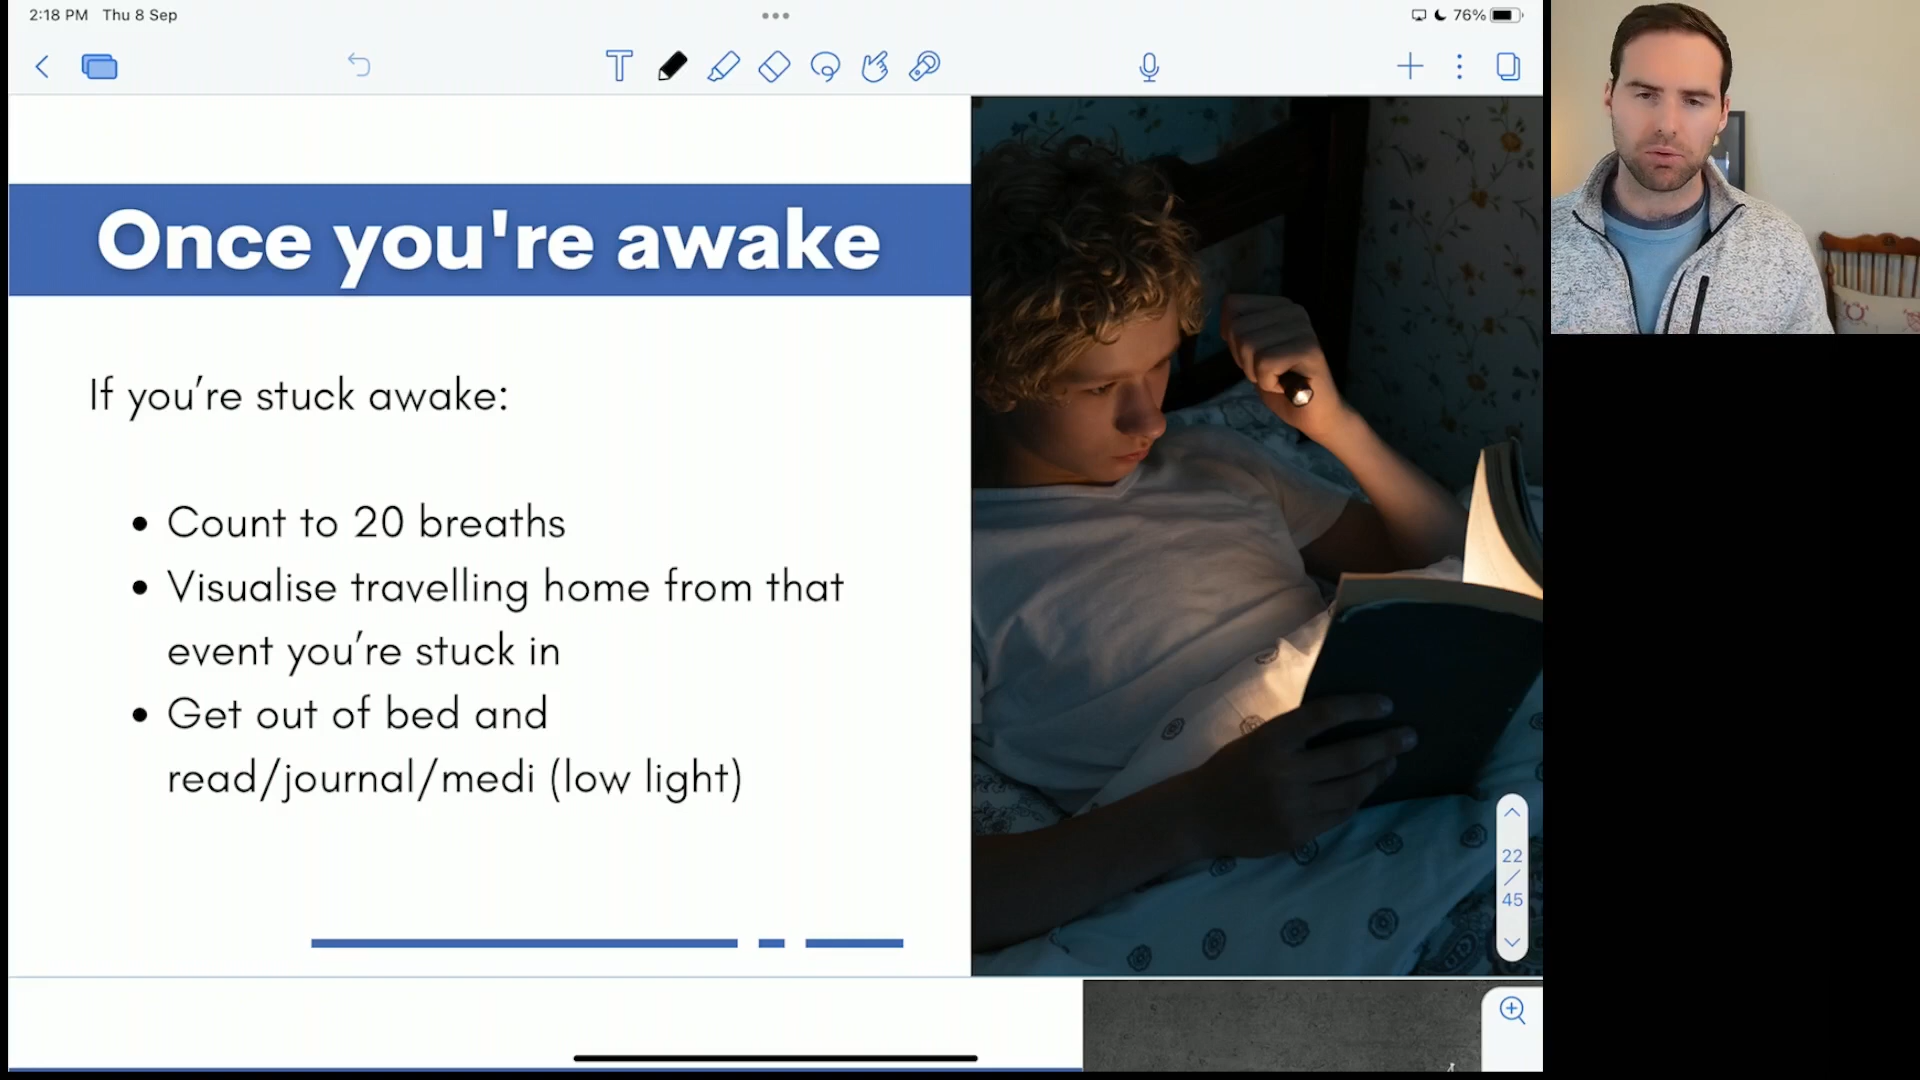 2:18 PM Thu 8 Sep
76%
Once you're awake
If you're stuck awake:
• Count to 20 breaths
• Visualise travelling home from that
event you're stuck in
• Get out of bed and
read/journal/medi (low light)
22
/
45